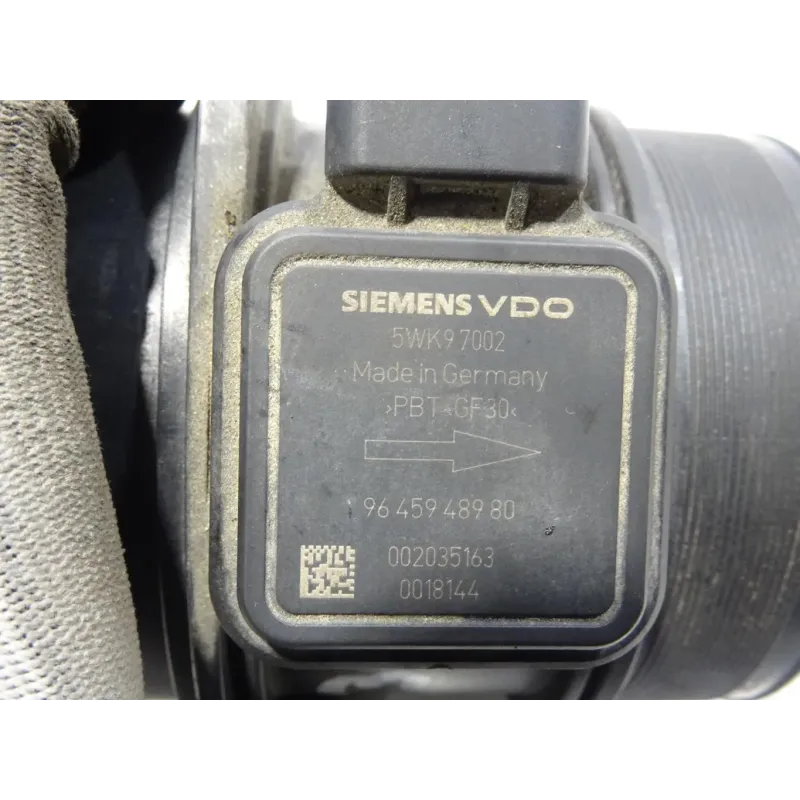 SIEMENS VDO
5WK9 7002
Made in Germany
>PBT-GF30<
96 459 489 80
002035163
0018144